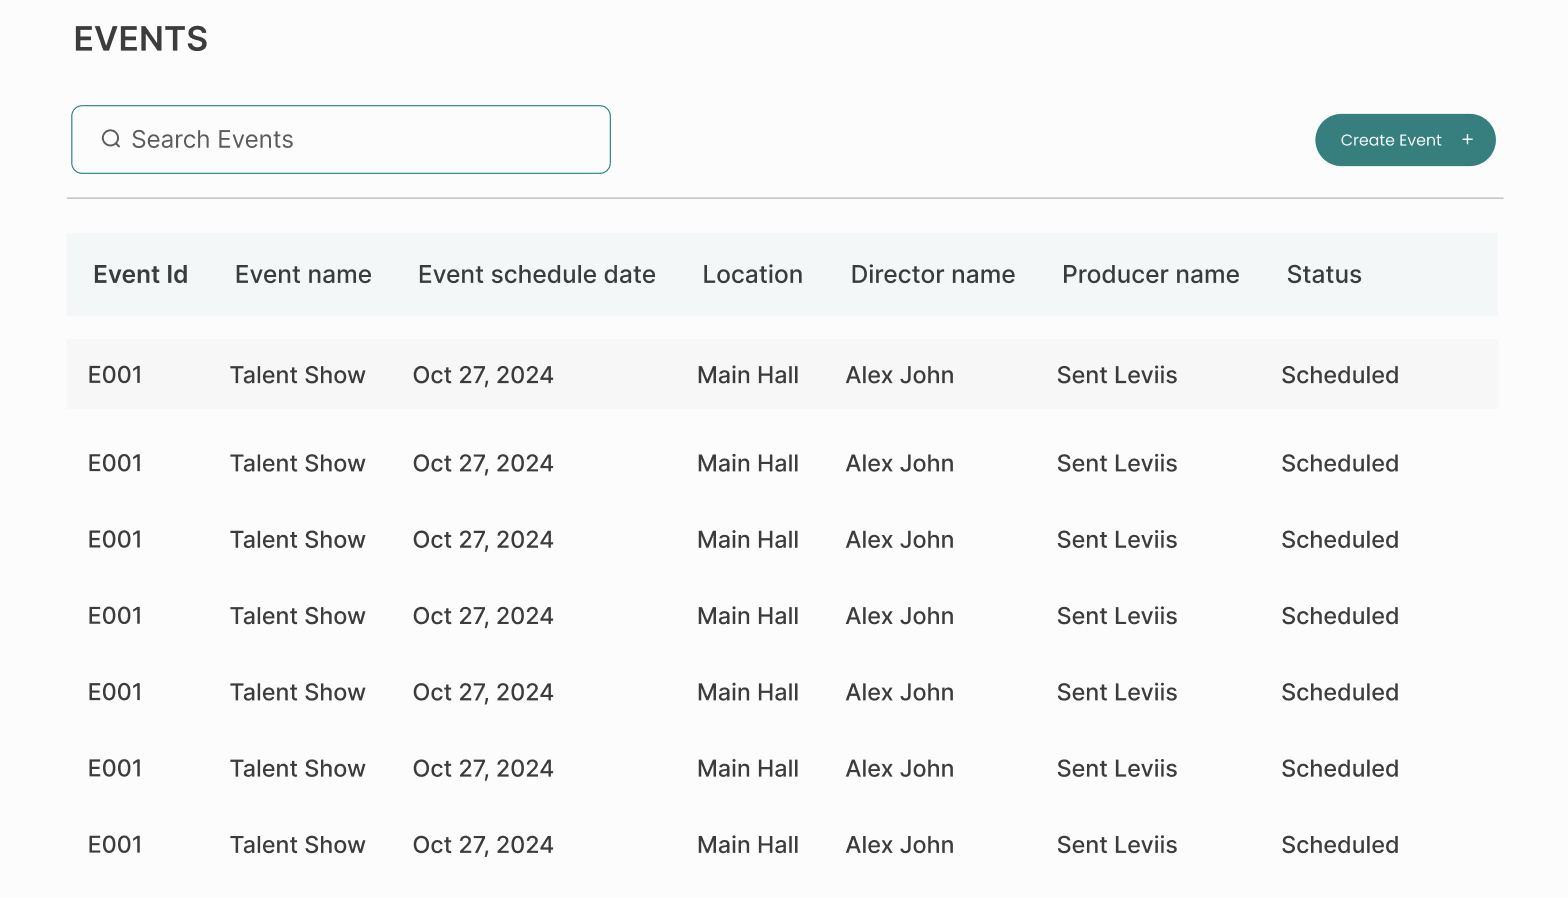 EVENTS
Search Events
Create Event +
Event Id Event name Event schedule date Location Director name Producer name Status
E001 Talent Show Oct 27, 2024 Main Hall Alex John Sent Leviis Scheduled
E001 Talent Show Oct 27, 2024 Main Hall Alex John Sent Leviis Scheduled
E001 Talent Show Oct 27, 2024 Main Hall Alex John Sent Leviis Scheduled
E001 Talent Show Oct 27, 2024 Main Hall Alex John Sent Leviis Scheduled
E001 Talent Show Oct 27, 2024 Main Hall Alex John Sent Leviis Scheduled
E001 Talent Show Oct 27, 2024 Main Hall Alex John Sent Leviis Scheduled
E001 Talent Show Oct 27, 2024 Main Hall Alex John Sent Leviis Scheduled